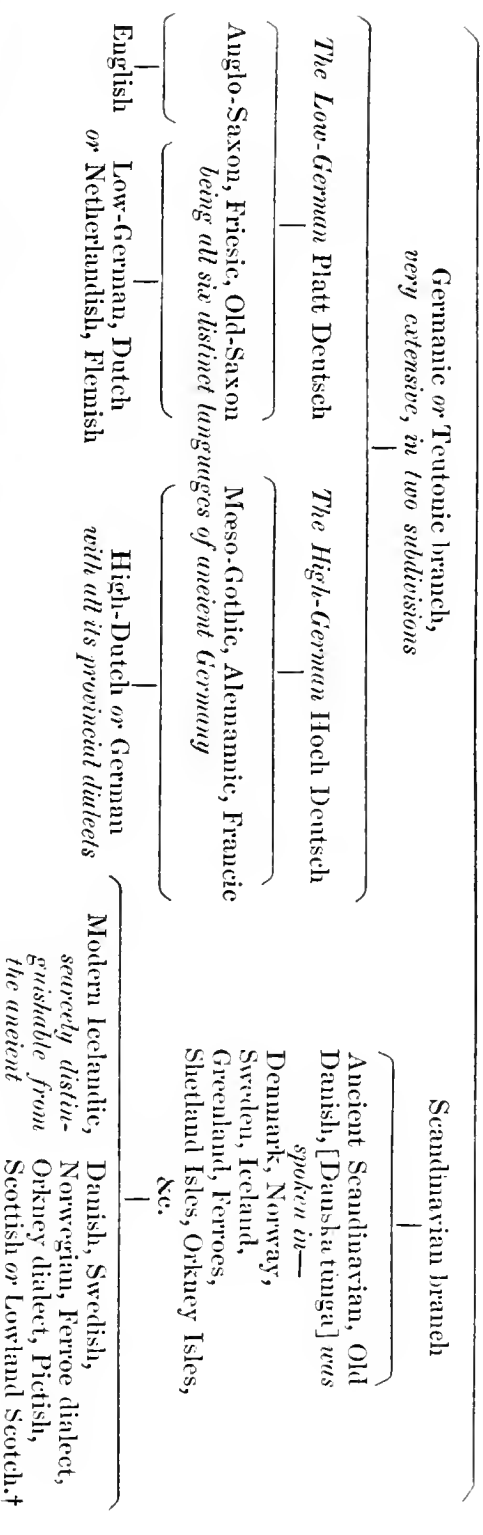 Germanic or Teutonic branch,
very extensive, in two subdivisions
Scandinavian branch
The Low-German Platt Deutsch
The High-German Hoch Deutsch
Anglo-Saxon, Friesic, Old-Saxon
Mœso-Gothic, Alemannic, Francic
being all six distinct languages of ancient Germany
Ancient Scandinavian, Old
Danish, [Danska túnga] was
spoken in—
Denmark, Norway,
Sweden, Iceland,
Greenland, Ferroes,
Shetland Isles, Orkney Isles,
&c.
English
Low-German, Dutch
or Netherlandish, Flemish
High-Dutch or German
with all its provincial dialects
Modern Icelandic,
scarcely distin-
guishable from
the ancient
Danish, Swedish,
Norwegian, Ferroe dialect,
Orkney dialect, Pictish,
Scottish or Lowland Scotch.†